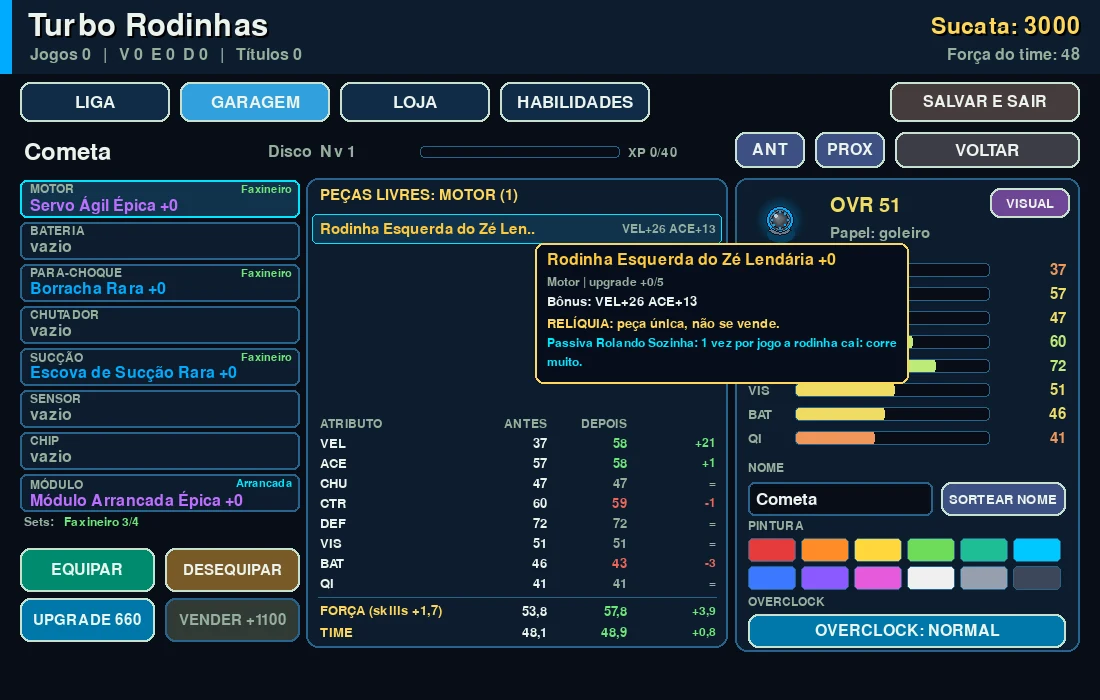 Turbo Rodinhas
Jogos 0 | V 0 E 0 D 0 | Títulos 0
Sucata: 3000
Força do time: 48
LIGA
GARAGEM
LOJA
HABILIDADES
SALVAR E SAIR
Cometa
Disco Nv 1
XP 0/40
ANT
PROX
VOLTAR
MOTOR Faxineiro
Servo Ágil Épica +0
BATERIA
vazio
PARA-CHOQUE Faxineiro
Borracha Rara +0
CHUTADOR
vazio
SUCÇÃO Faxineiro
Escova de Sucção Rara +0
SENSOR
vazio
CHIP
vazio
MÓDULO Arrancada
Módulo Arrancada Épica +0
Sets: Faxineiro 3/4
EQUIPAR
DESEQUIPAR
UPGRADE 660
VENDER +1100
PEÇAS LIVRES: MOTOR (1)
Rodinha Esquerda do Zé Len.. VEL+26 ACE+13
Rodinha Esquerda do Zé Lendária +0
Motor | upgrade +0/5
Bônus: VEL+26 ACE+13
RELÍQUIA: peça única, não se vende.
Passiva Rolando Sozinha: 1 vez por jogo a rodinha cai: corre
muito.
ATRIBUTO ANTES DEPOIS
VEL 37 58 +21
ACE 57 58 +1
CHU 47 47 =
CTR 60 59 -1
DEF 72 72 =
VIS 51 51 =
BAT 46 43 -3
QI 41 41 =
FORÇA (skills +1,7) 53,8 57,8 +3,9
TIME 48,1 48,9 +0,8
OVR 51
VISUAL
Papel: goleiro
37
57
47
60
72
VIS 51
BAT 46
QI 41
NOME
Cometa
SORTEAR NOME
PINTURA
OVERCLOCK
OVERCLOCK: NORMAL